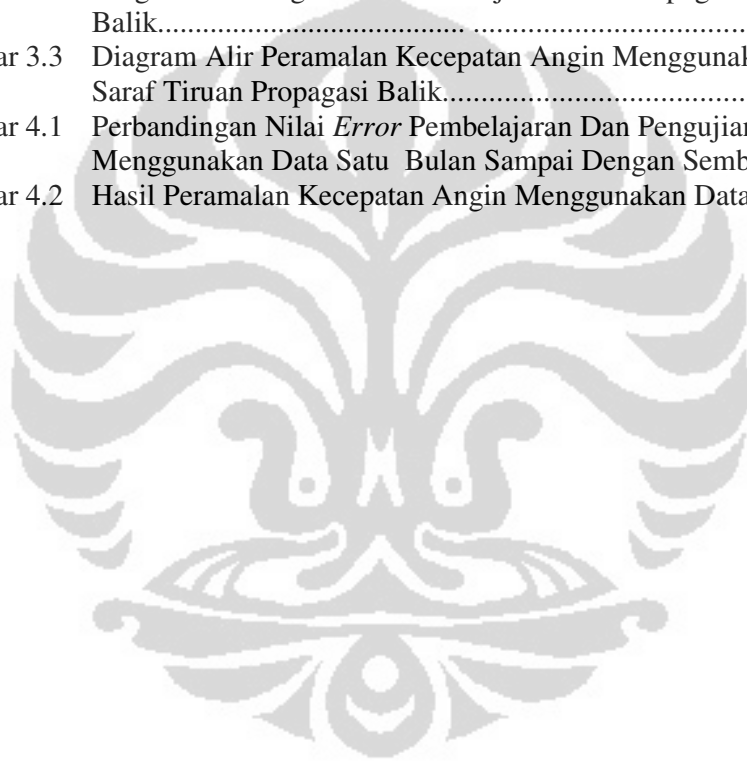 Balik........................................ ...................................
ar 3.3 Diagram Alir Peramalan Kecepatan Angin Menggunak
Saraf Tiruan Propagasi Balik........................................
ar 4.1 Perbandingan Nilai Error Pembelajaran Dan Pengujian
Menggunakan Data Satu Bulan Sampai Dengan Semb
ar 4.2 Hasil Peramalan Kecepatan Angin Menggunakan Data